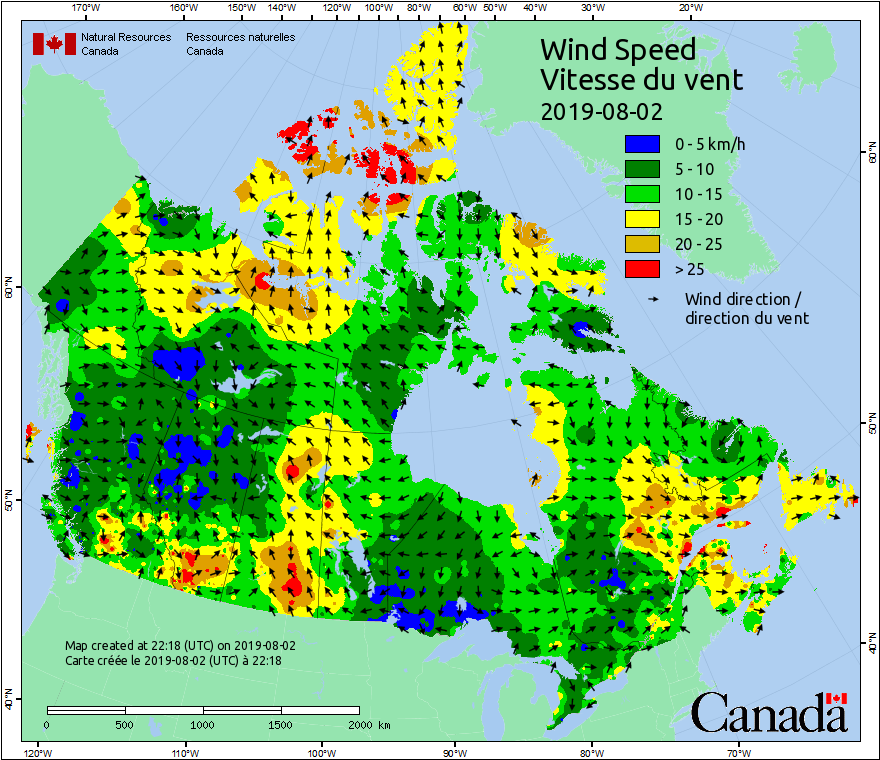 170°W 160°W 150°W 140°W 120°W 110°W 100°W 80°W 60°W 50°W 40°W 30°W 20°W
Natural Resources Canada
Ressources naturelles Canada
Wind Speed
Vitesse du vent
2019-08-02
0 - 5 km/h
5 - 10
10 - 15
15 - 20
20 - 25
> 25
Wind direction /
direction du vent
60°N
50°N
40°N
60°N
50°N
40°N
Map created at 22:18 (UTC) on 2019-08-02
Carte créée le 2019-08-02 (UTC) à 22:18
0 500 1000 1500 2000 km
Canada
120°W 110°W 100°W 90°W 80°W 70°W